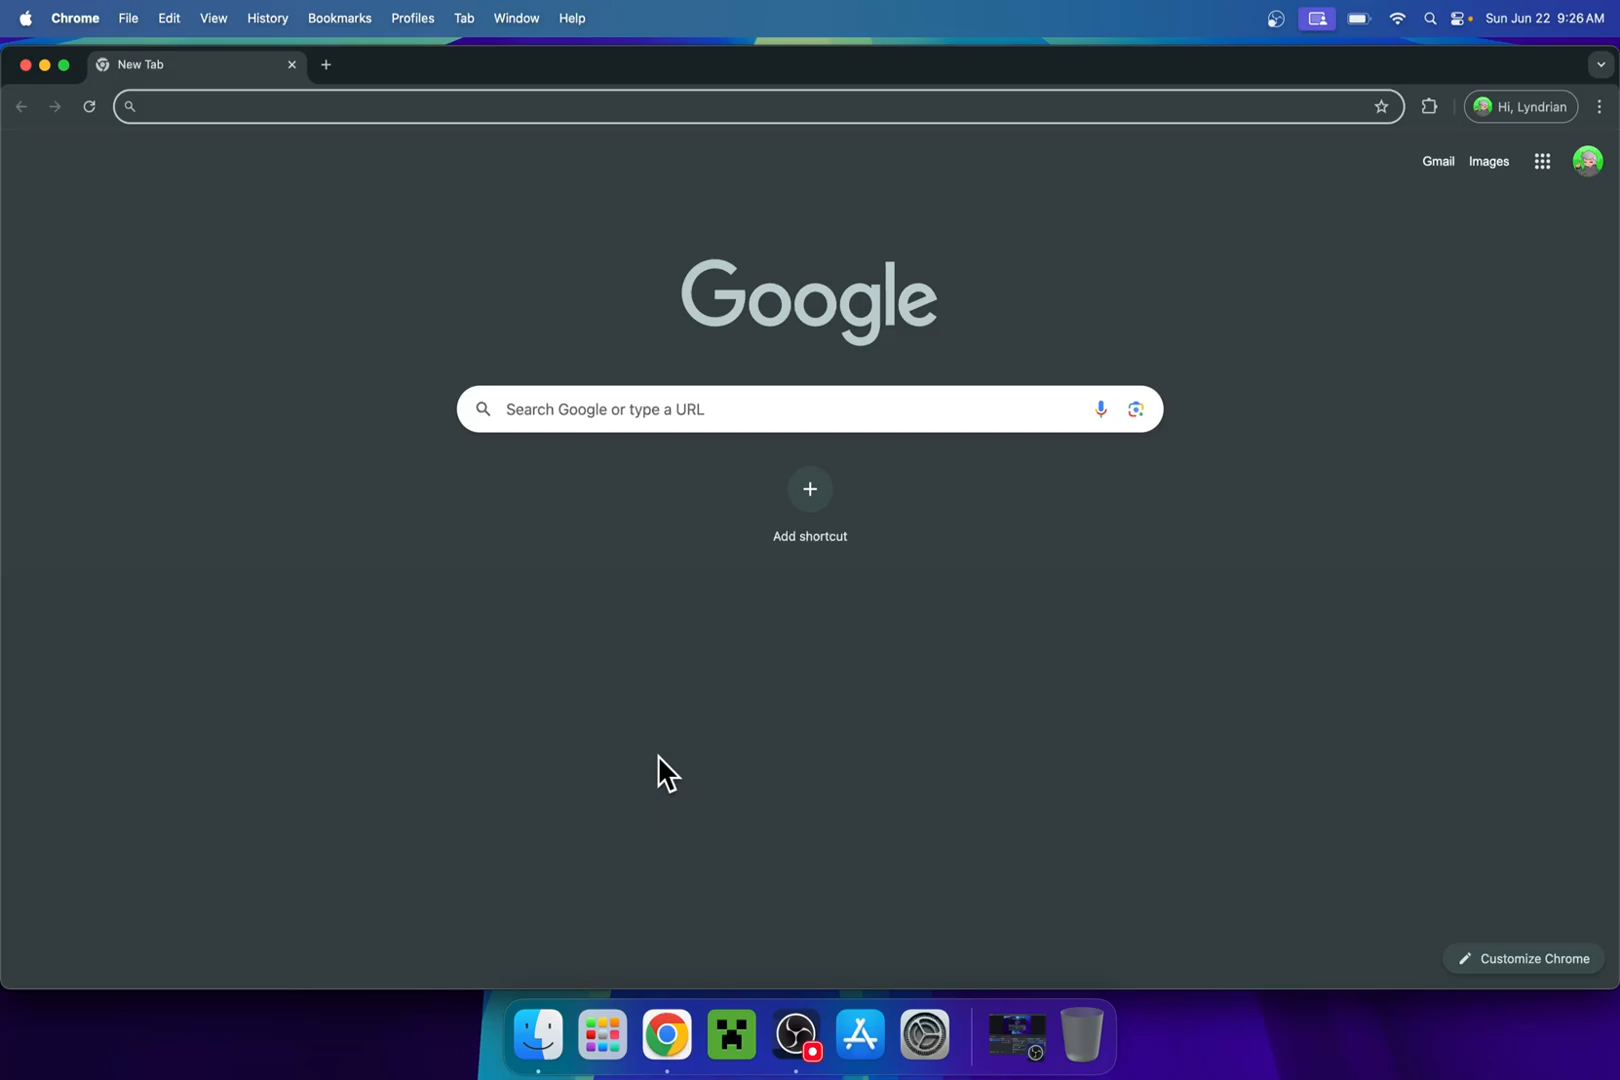 Chrome File Edit View History Bookmarks Profiles Tab Window Help Sun Jun 22 9:26 AM
New Tab
Hi, Lyndrian
Gmail Images
Google
Search Google or type a URL
Add shortcut
Customize Chrome